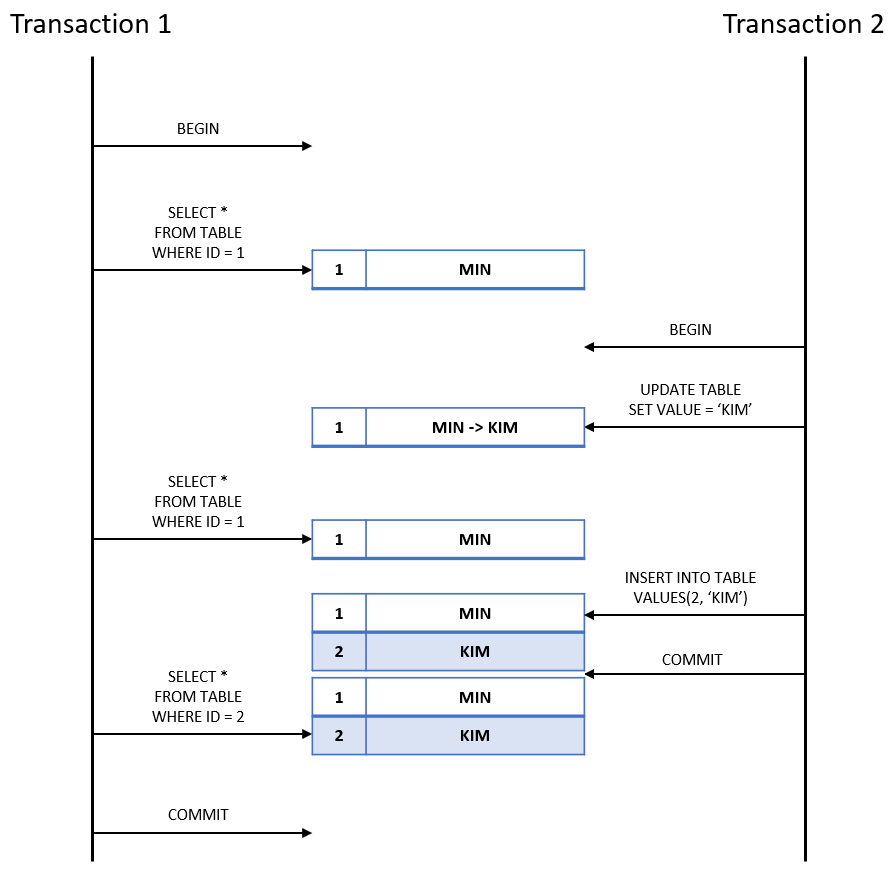 Transaction 1
Transaction 2
BEGIN
SELECT *
FROM TABLE
WHERE ID = 1
1 MIN
BEGIN
UPDATE TABLE
SET VALUE = ‘KIM’
1 MIN -> KIM
SELECT *
FROM TABLE
WHERE ID = 1
1 MIN
INSERT INTO TABLE
VALUES(2, ‘KIM’)
1 MIN
2 KIM
COMMIT
SELECT *
FROM TABLE
WHERE ID = 2
1 MIN
2 KIM
COMMIT